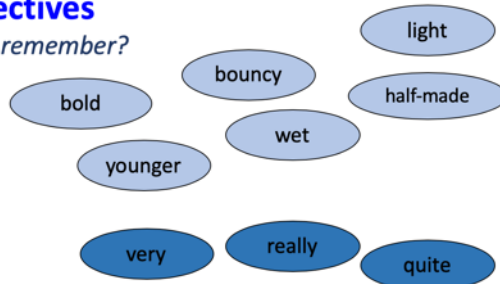 ectives
remember?
light
bouncy
bold
half-made
wet
younger
very
really
quite